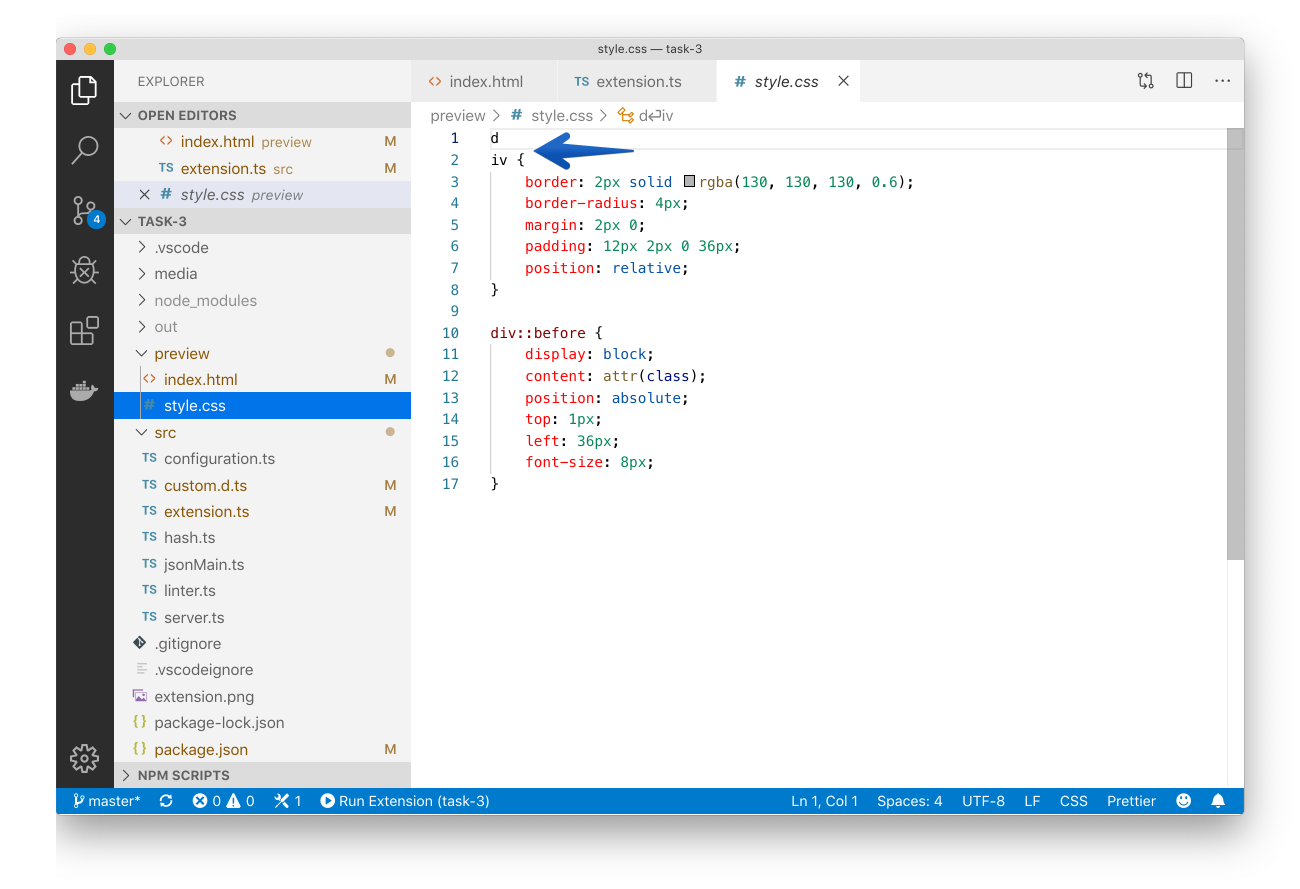 style.css — task-3
EXPLORER
OPEN EDITORS
index.html preview M
TS extension.ts src M
# style.css preview
TASK-3
.vscode
media
node_modules
out
preview
index.html M
# style.css
src
TS configuration.ts
TS custom.d.ts M
TS extension.ts M
TS hash.ts
TS jsonMain.ts
TS linter.ts
TS server.ts
.gitignore
.vscodeignore
extension.png
{} package-lock.json
{} package.json M
NPM SCRIPTS
4
<> index.html TS extension.ts # style.css ×
preview > # style.css > d↵iv
1 d
2 iv {
3     border: 2px solid rgba(130, 130, 130, 0.6);
4     border-radius: 4px;
5     margin: 2px 0;
6     padding: 12px 2px 0 36px;
7     position: relative;
8 }
9
10 div::before {
11     display: block;
12     content: attr(class);
13     position: absolute;
14     top: 1px;
15     left: 36px;
16     font-size: 8px;
17 }
master* 0 0 1 Run Extension (task-3) Ln 1, Col 1 Spaces: 4 UTF-8 LF CSS Prettier